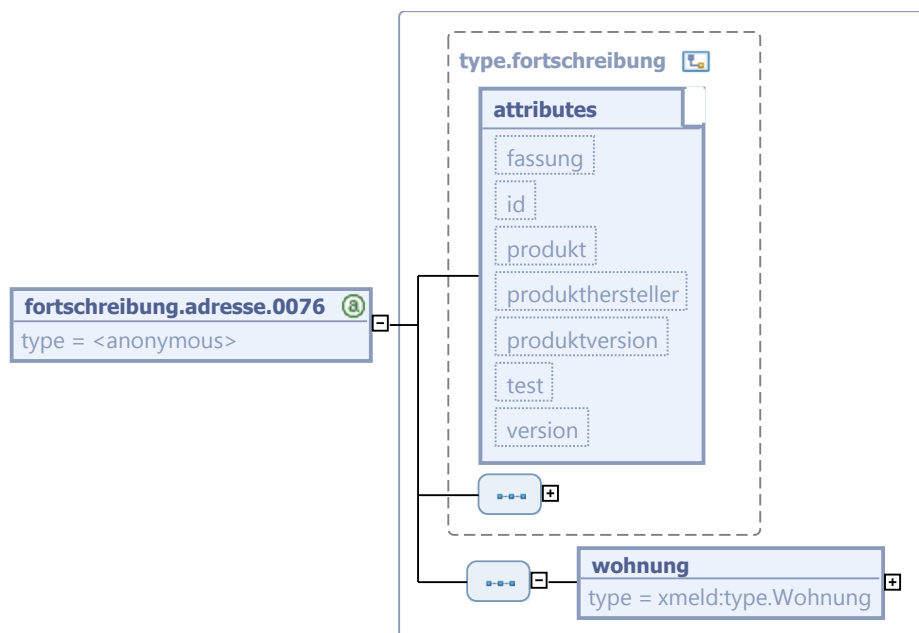 type.fortschreibung
attributes
fassung
id
produkt
produkthersteller
produktversion
test
version
fortschreibung.adresse.0076 a
type = <anonymous>
wohnung
type = xmeld:type.Wohnung